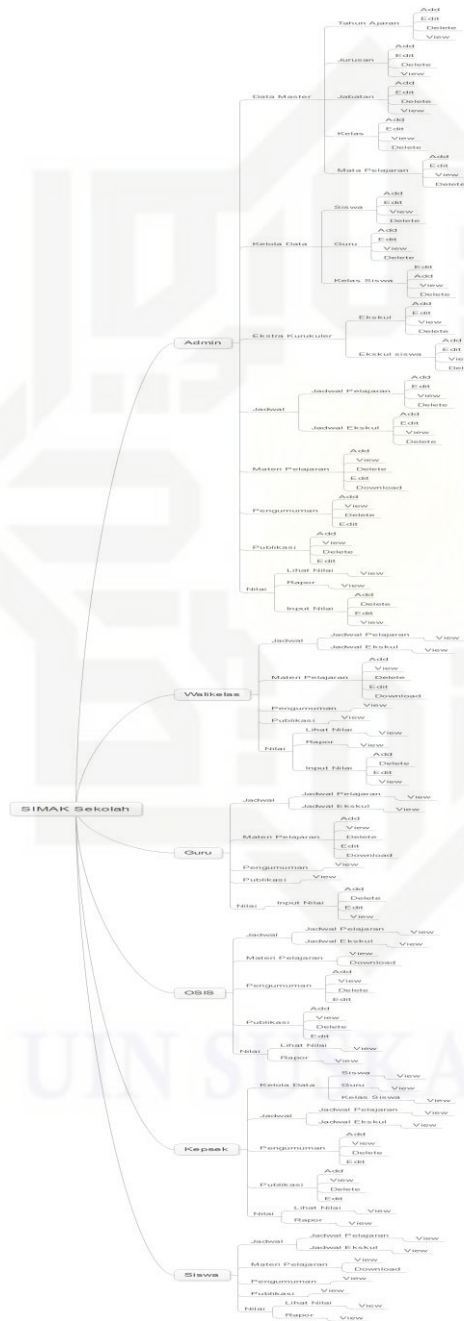 SIMAK Sekolah
Admin
Data Master
Tahun Ajaran
Add
Edit
Delete
View
Jurusan
Add
Edit
Delete
View
Jabatan
Add
Edit
Delete
View
Kelas
Add
Edit
View
Delete
Mata Pelajaran
Add
Edit
View
Delete
Kelola Data
Siswa
Add
Edit
View
Delete
Guru
Add
Edit
View
Delete
Kelas Siswa
Edit
Add
View
Delete
Ekstra Kurukuler
Ekskul
Add
Edit
View
Delete
Ekskul siswa
Add
Edit
Jadwal
Jadwal Pelajaran
Add
Edit
View
Delete
Jadwal Ekskul
Add
Edit
View
Delete
Materi Pelajaran
Add
View
Delete
Edit
Download
Pengumuman
Add
View
Delete
Edit
Publikasi
Add
View
Delete
Edit
Nilai
Lihat Nilai
View
Rapor
View
Input Nilai
Add
Delete
Edit
View
Walikelas
Jadwal
Jadwal Pelajaran
View
Jadwal Ekskul
View
Materi Pelajaran
Add
View
Delete
Edit
Download
Pengumuman
View
Publikasi
View
Nilai
Lihat Nilai
View
Rapor
View
Input Nilai
Add
Delete
Edit
View
Guru
Jadwal
Jadwal Pelajaran
View
Jadwal Ekskul
View
Materi Pelajaran
Add
View
Delete
Edit
Download
Pengumuman
View
Publikasi
View
Nilai
Input Nilai
Add
Delete
Edit
View
OSIS
Jadwal
Jadwal Pelajaran
View
Jadwal Ekskul
View
Materi Pelajaran
View
Download
Pengumuman
Add
View
Delete
Edit
Publikasi
Add
View
Delete
Edit
Nilai
Lihat Nilai
View
Rapor
View
Kepsek
Kelola Data
Siswa
View
Guru
View
Kelas Siswa
View
Jadwal
Jadwal Pelajaran
View
Jadwal Ekskul
View
Pengumuman
Add
View
Delete
Edit
Publikasi
Add
View
Delete
Edit
Nilai
Lihat Nilai
View
Rapor
View
Siswa
Jadwal
Jadwal Pelajaran
View
Jadwal Ekskul
View
Materi Pelajaran
View
Download
Pengumuman
View
Publikasi
View
Nilai
Lihat Nilai
View
Rapor
View
UIN